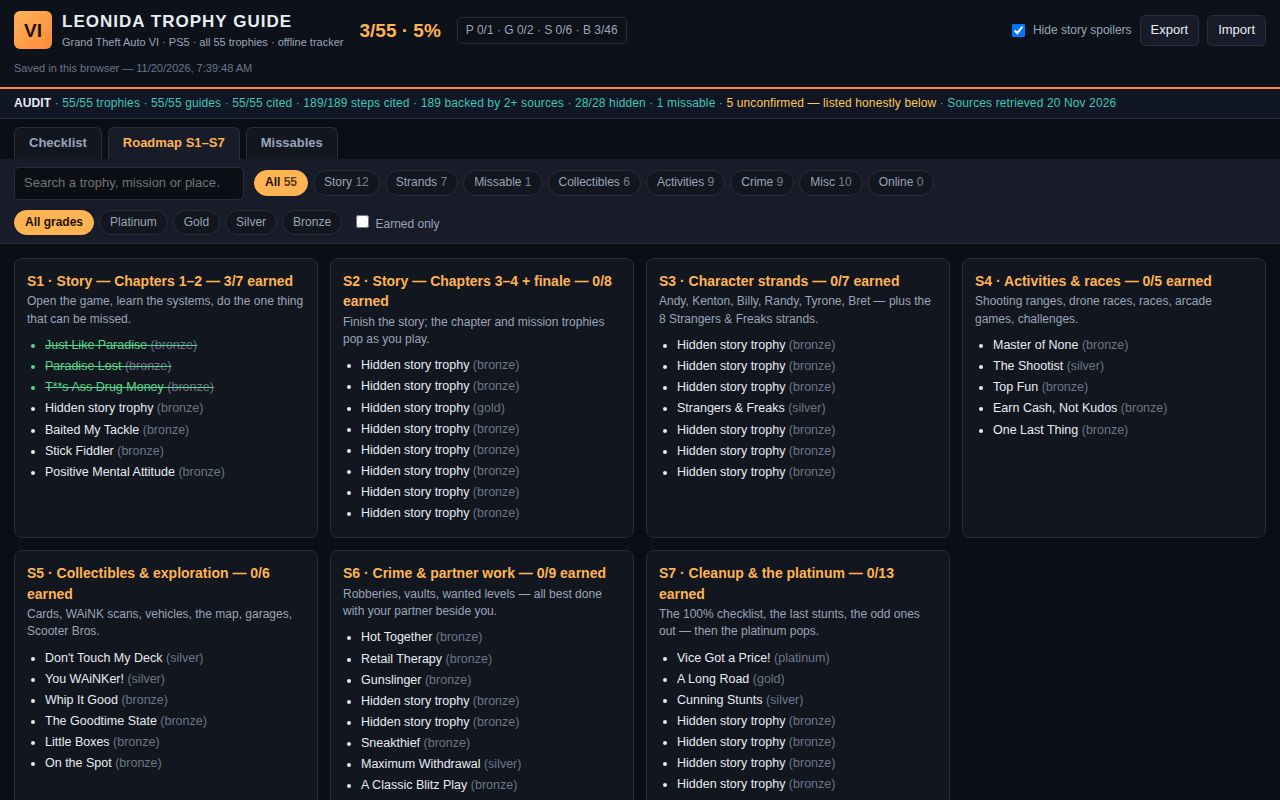 VI
LEONIDA TROPHY GUIDE
Grand Theft Auto VI · PS5 · all 55 trophies · offline tracker
3/55 · 5%
P 0/1 · G 0/2 · S 0/6 · B 3/46
Hide story spoilers
Export
Import
Saved in this browser — 11/20/2026, 7:39:48 AM
AUDIT · 55/55 trophies · 55/55 guides · 55/55 cited · 189/189 steps cited · 189 backed by 2+ sources · 28/28 hidden · 1 missable · 5 unconfirmed — listed honestly below · Sources retrieved 20 Nov 2026
Checklist
Roadmap S1–S7
Missables
Search a trophy, mission or place.
All 55
Story 12
Strands 7
Missable 1
Collectibles 6
Activities 9
Crime 9
Misc 10
Online 0
All grades
Platinum
Gold
Silver
Bronze
Earned only
S1 · Story — Chapters 1–2 — 3/7 earned
Open the game, learn the systems, do the one thing
that can be missed.
Just Like Paradise (bronze)
Paradise Lost (bronze)
T**s Ass Drug Money (bronze)
Hidden story trophy (bronze)
Baited My Tackle (bronze)
Stick Fiddler (bronze)
Positive Mental Attitude (bronze)
S2 · Story — Chapters 3–4 + finale — 0/8
earned
Finish the story; the chapter and mission trophies
pop as you play.
Hidden story trophy (bronze)
Hidden story trophy (bronze)
Hidden story trophy (gold)
Hidden story trophy (bronze)
Hidden story trophy (bronze)
Hidden story trophy (bronze)
Hidden story trophy (bronze)
Hidden story trophy (bronze)
S3 · Character strands — 0/7 earned
Andy, Kenton, Billy, Randy, Tyrone, Bret — plus the
8 Strangers & Freaks strands.
Hidden story trophy (bronze)
Hidden story trophy (bronze)
Hidden story trophy (bronze)
Strangers & Freaks (silver)
Hidden story trophy (bronze)
Hidden story trophy (bronze)
Hidden story trophy (bronze)
S4 · Activities & races — 0/5 earned
Shooting ranges, drone races, races, arcade
games, challenges.
Master of None (bronze)
The Shootist (silver)
Top Fun (bronze)
Earn Cash, Not Kudos (bronze)
One Last Thing (bronze)
S5 · Collectibles & exploration — 0/6
earned
Cards, WAiNK scans, vehicles, the map, garages,
Scooter Bros.
Don't Touch My Deck (silver)
You WAiNKer! (silver)
Whip It Good (bronze)
The Goodtime State (bronze)
Little Boxes (bronze)
On the Spot (bronze)
S6 · Crime & partner work — 0/9 earned
Robberies, vaults, wanted levels — all best done
with your partner beside you.
Hot Together (bronze)
Retail Therapy (bronze)
Gunslinger (bronze)
Hidden story trophy (bronze)
Hidden story trophy (bronze)
Sneakthief (bronze)
Maximum Withdrawal (silver)
A Classic Blitz Play (bronze)
S7 · Cleanup & the platinum — 0/13
earned
The 100% checklist, the last stunts, the odd ones
out — then the platinum pops.
Vice Got a Price! (platinum)
A Long Road (gold)
Cunning Stunts (silver)
Hidden story trophy (bronze)
Hidden story trophy (bronze)
Hidden story trophy (bronze)
Hidden story trophy (bronze)